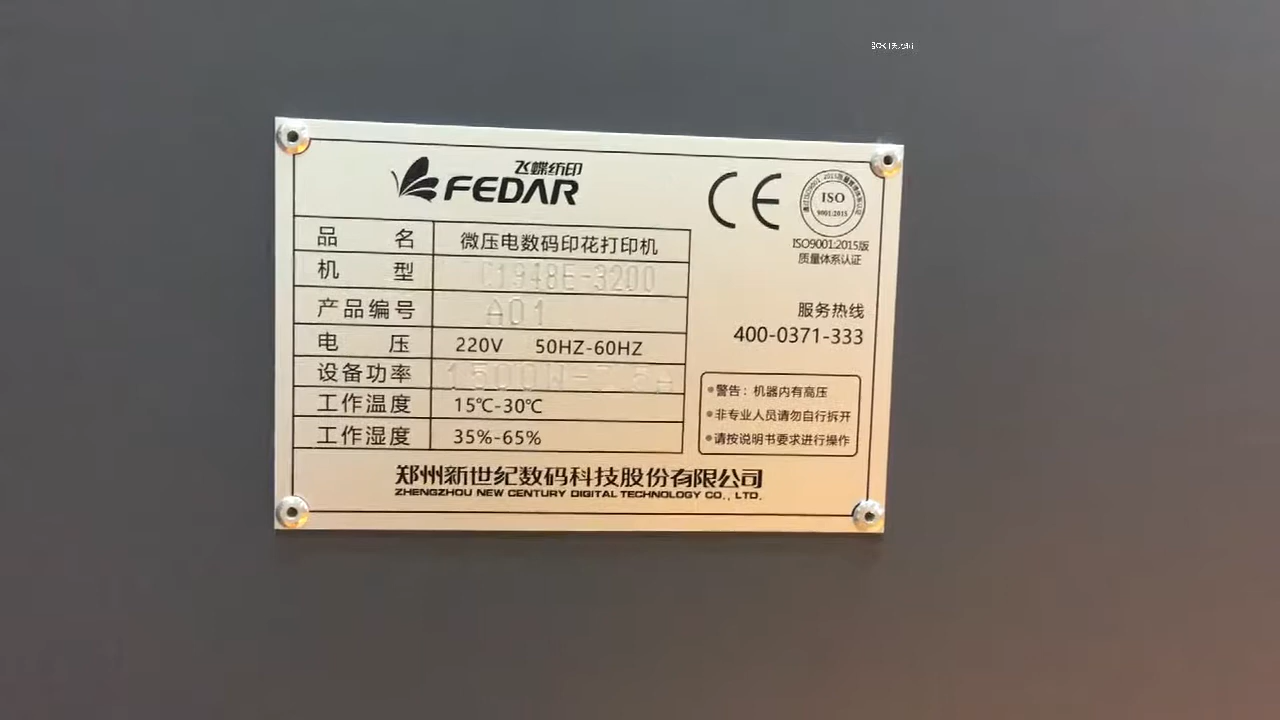 飞蝶纺印
FEDAR
CE
ISO
9001:2015
ISO9001:2015版
质量体系认证
品 名 微压电数码印花打印机
机 型 C1948E-3200
产品编号 A01
电 压 220V 50HZ-60HZ
设备功率 1500W-7.5A
工作温度 15℃-30℃
工作湿度 35%-65%
服务热线
400-0371-333
•警告：机器内有高压
•非专业人员请勿自行拆开
•请按说明书要求进行操作
郑州新世纪数码科技股份有限公司
ZHENGZHOU NEW CENTURY DIGITAL TECHNOLOGY CO., LTD.